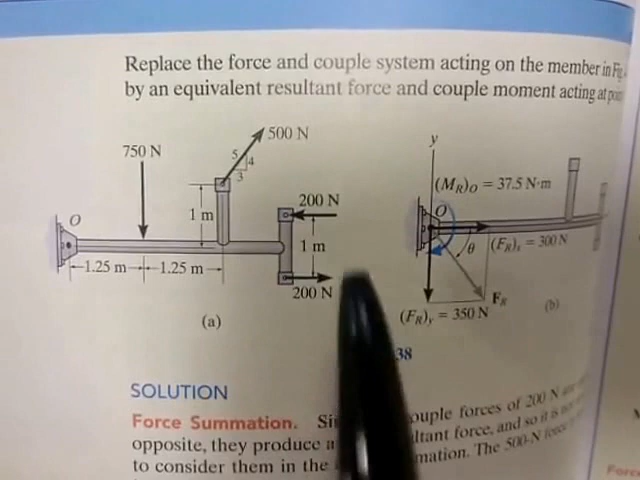 Replace the force and couple system acting on the member in
by an equivalent resultant force and couple moment acting at
500 N
750 N
5
4
3
y
(M_R)_O = 37.5 N·m
1 m
200 N
O
O
1 m
θ
(F_R)_x = 300 N
1.25 m
1.25 m
200 N
F_R
(F_R)_y = 350 N
(a)
(b)
38
SOLUTION
Force Summation.
couple forces of 200 N
opposite, they produce
force, and so it is
to consider them in the
The 500-N
Force